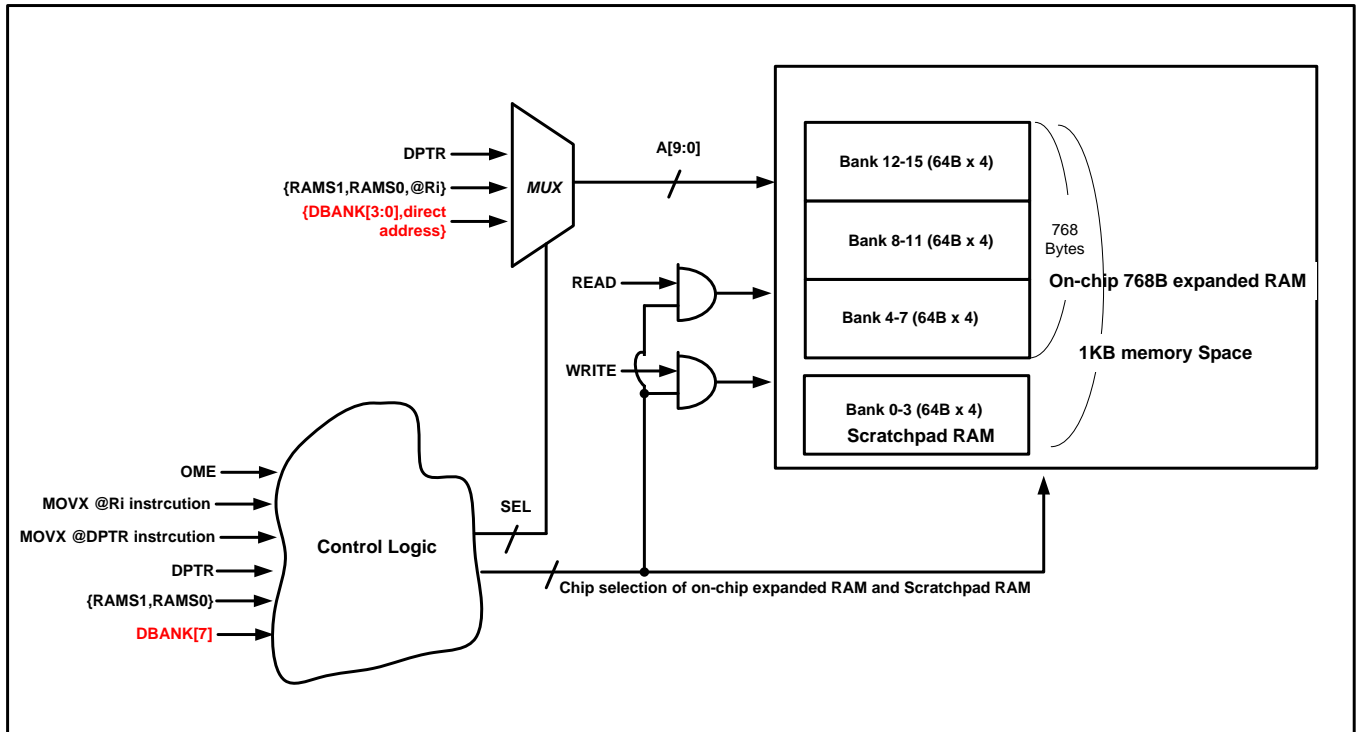 DPTR
{RAMS1,RAMS0,@Ri}
{DBANK[3:0],direct
address}
MUX
A[9:0]
READ
WRITE
Bank 12-15 (64B x 4)
Bank 8-11 (64B x 4)
Bank 4-7 (64B x 4)
768
Bytes
On-chip 768B expanded RAM
1KB memory Space
Bank 0-3 (64B x 4)
Scratchpad RAM
OME
MOVX @Ri instrcution
MOVX @DPTR instrcution
DPTR
{RAMS1,RAMS0}
DBANK[7]
Control Logic
SEL
Chip selection of on-chip expanded RAM and Scratchpad RAM